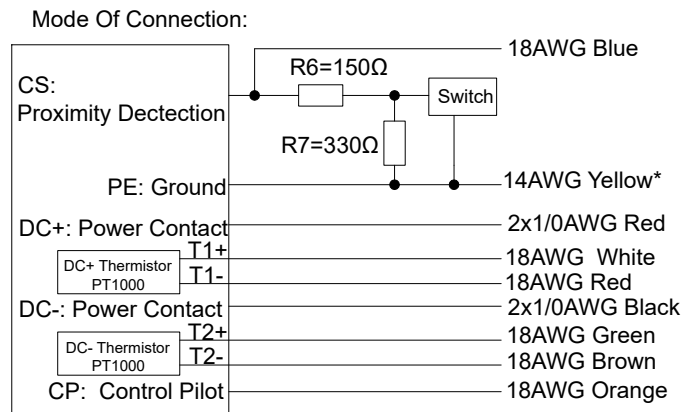 Mode Of Connection:
18AWG Blue
R6=150Ω
CS:
Proximity Dectection
Switch
R7=330Ω
PE: Ground
14AWG Yellow*
DC+: Power Contact
2x1/0AWG Red
T1+
18AWG White
DC+ Thermistor
PT1000
T1-
18AWG Red
DC-: Power Contact
2x1/0AWG Black
T2+
18AWG Green
DC- Thermistor
PT1000
T2-
18AWG Brown
CP: Control Pilot
18AWG Orange